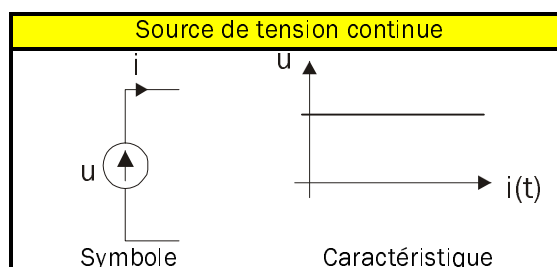 Source de tension continue
i
u
u
i(t)
Symbole
Caractéristique